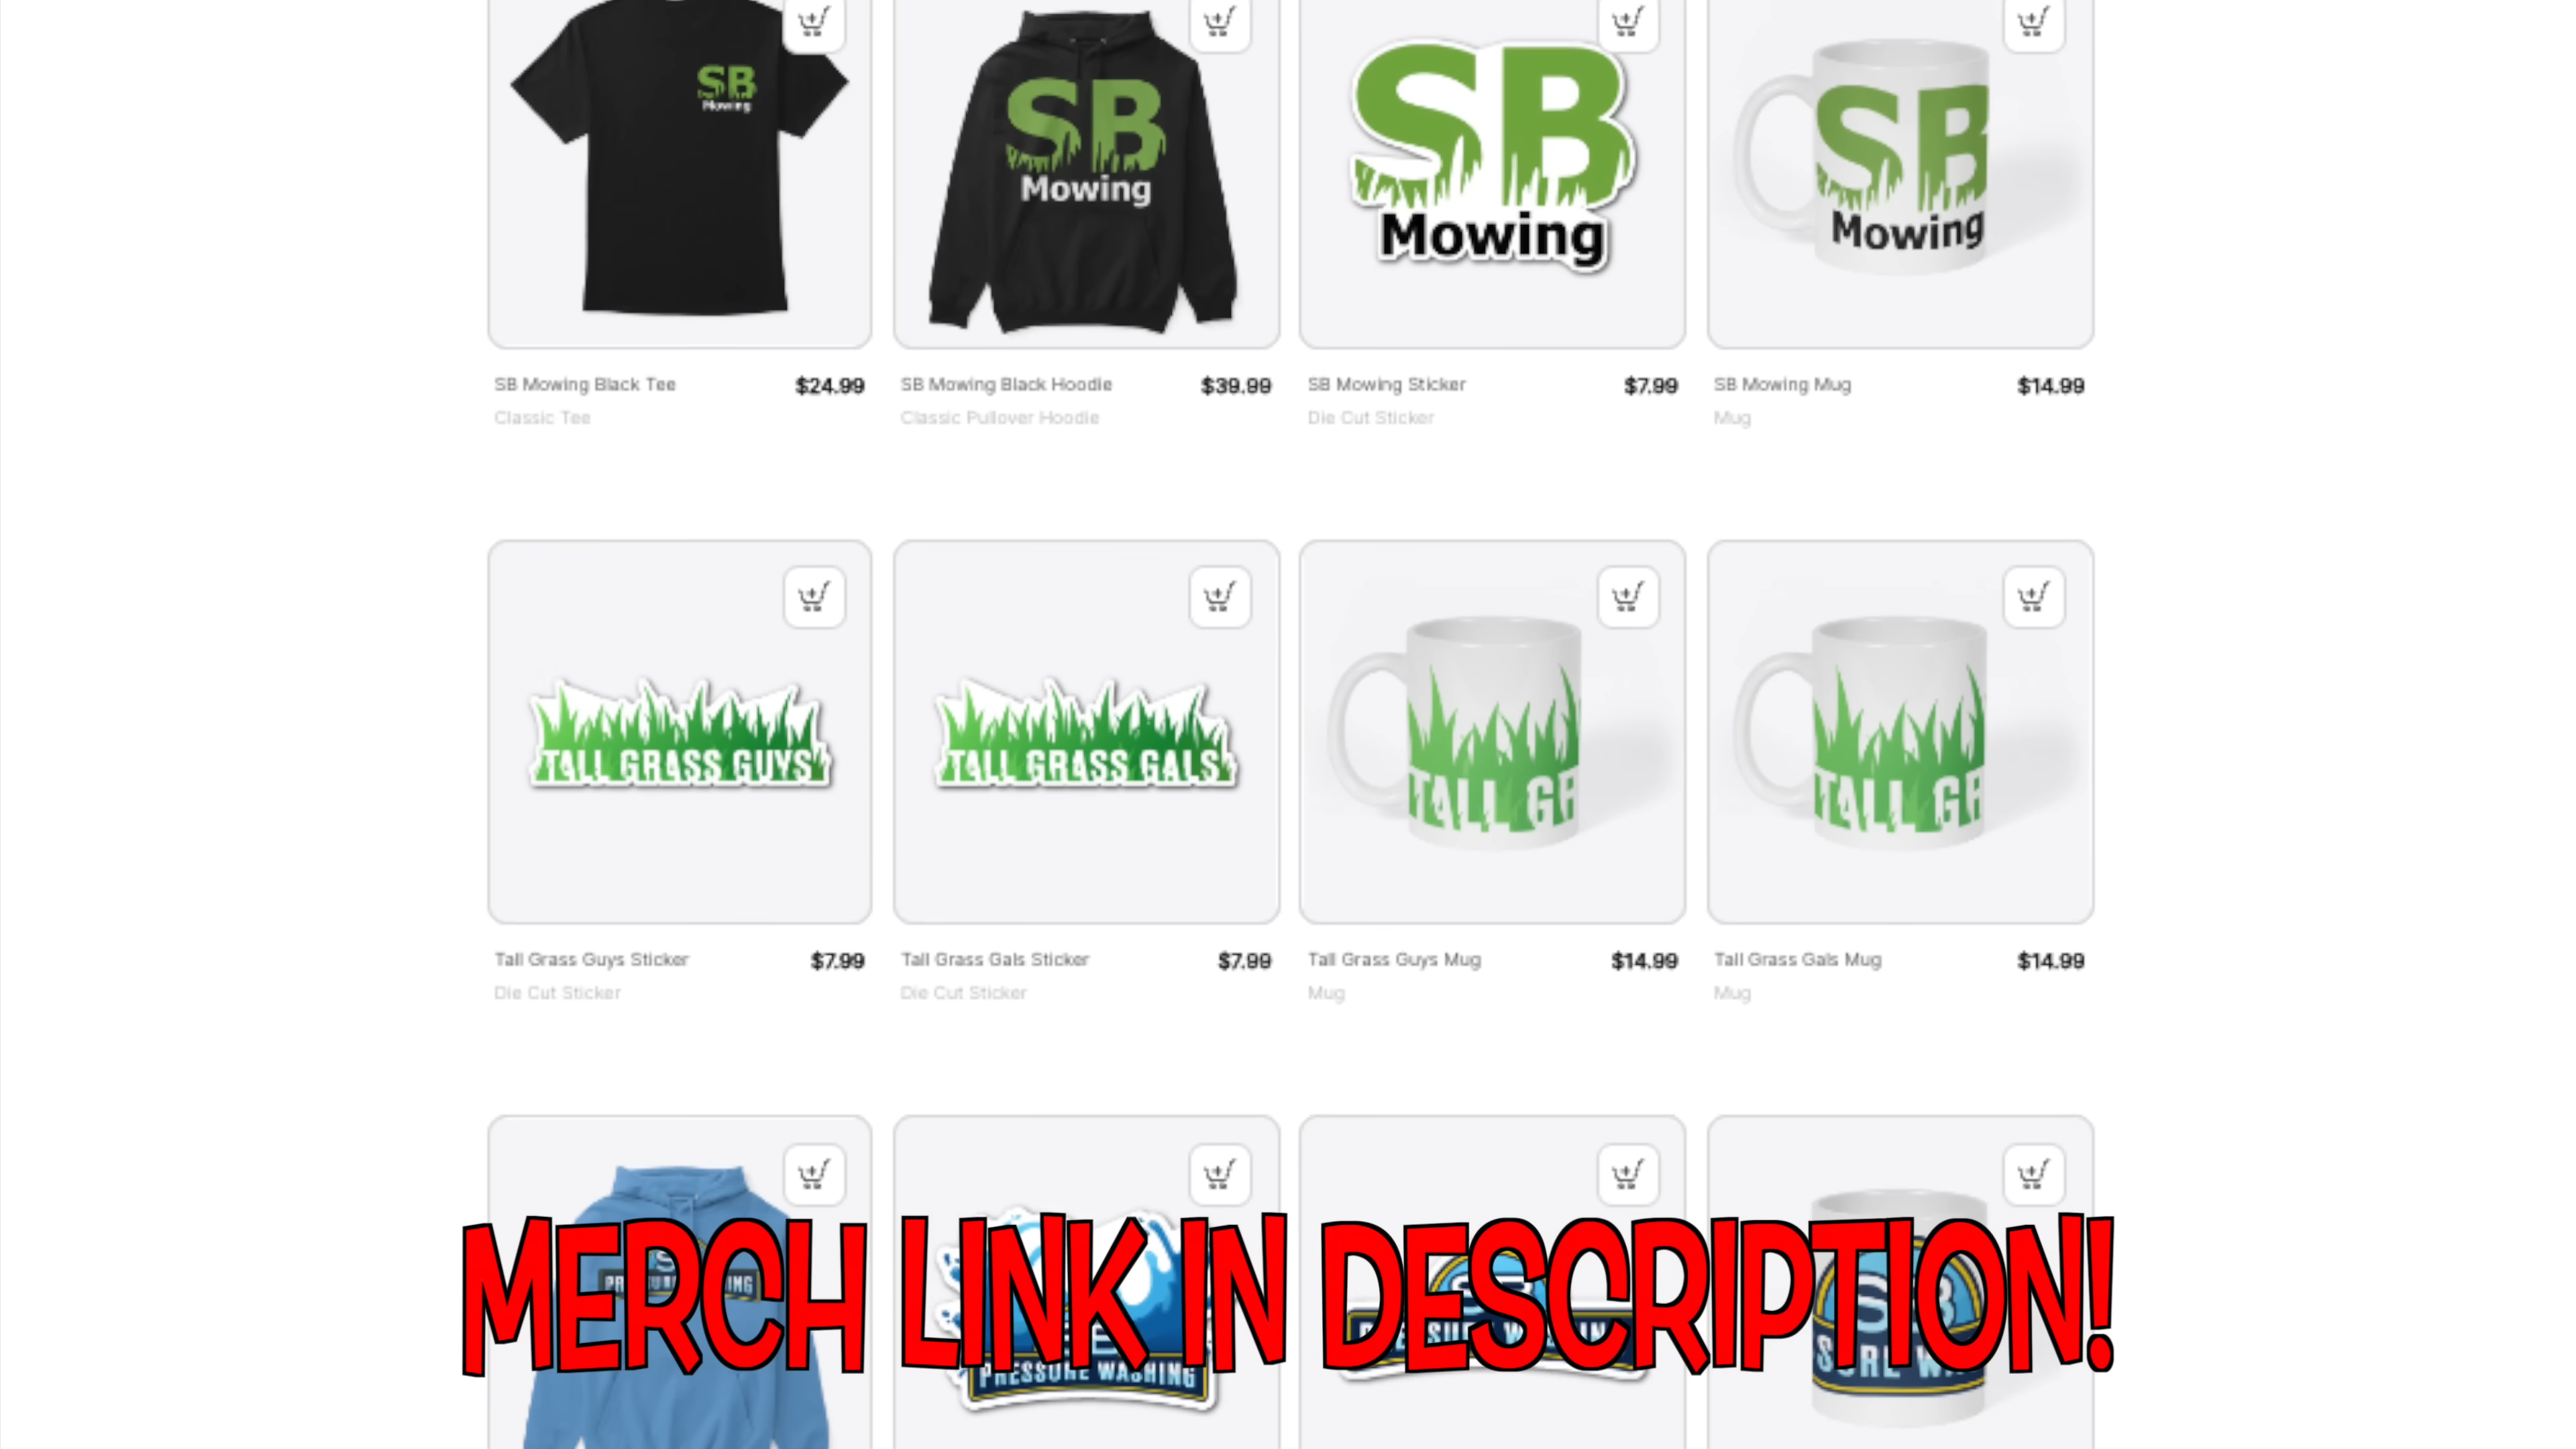 SB
Mowing
SB
Mowing
SB
Mowing
SB
Mowing
SB Mowing Black Tee $24.99
Classic Tee
SB Mowing Black Hoodie $39.99
Classic Pullover Hoodie
SB Mowing Sticker $7.99
Die Cut Sticker
SB Mowing Mug $14.99
Mug
TALL GRASS GUYS
TALL GRASS GALS
TALL GR
TALL GR
Tall Grass Guys Sticker $7.99
Die Cut Sticker
Tall Grass Gals Sticker $7.99
Die Cut Sticker
Tall Grass Guys Mug $14.99
Mug
Tall Grass Gals Mug $14.99
Mug
MERCH LINK IN DESCRIPTION!
PRESSURE WASHING